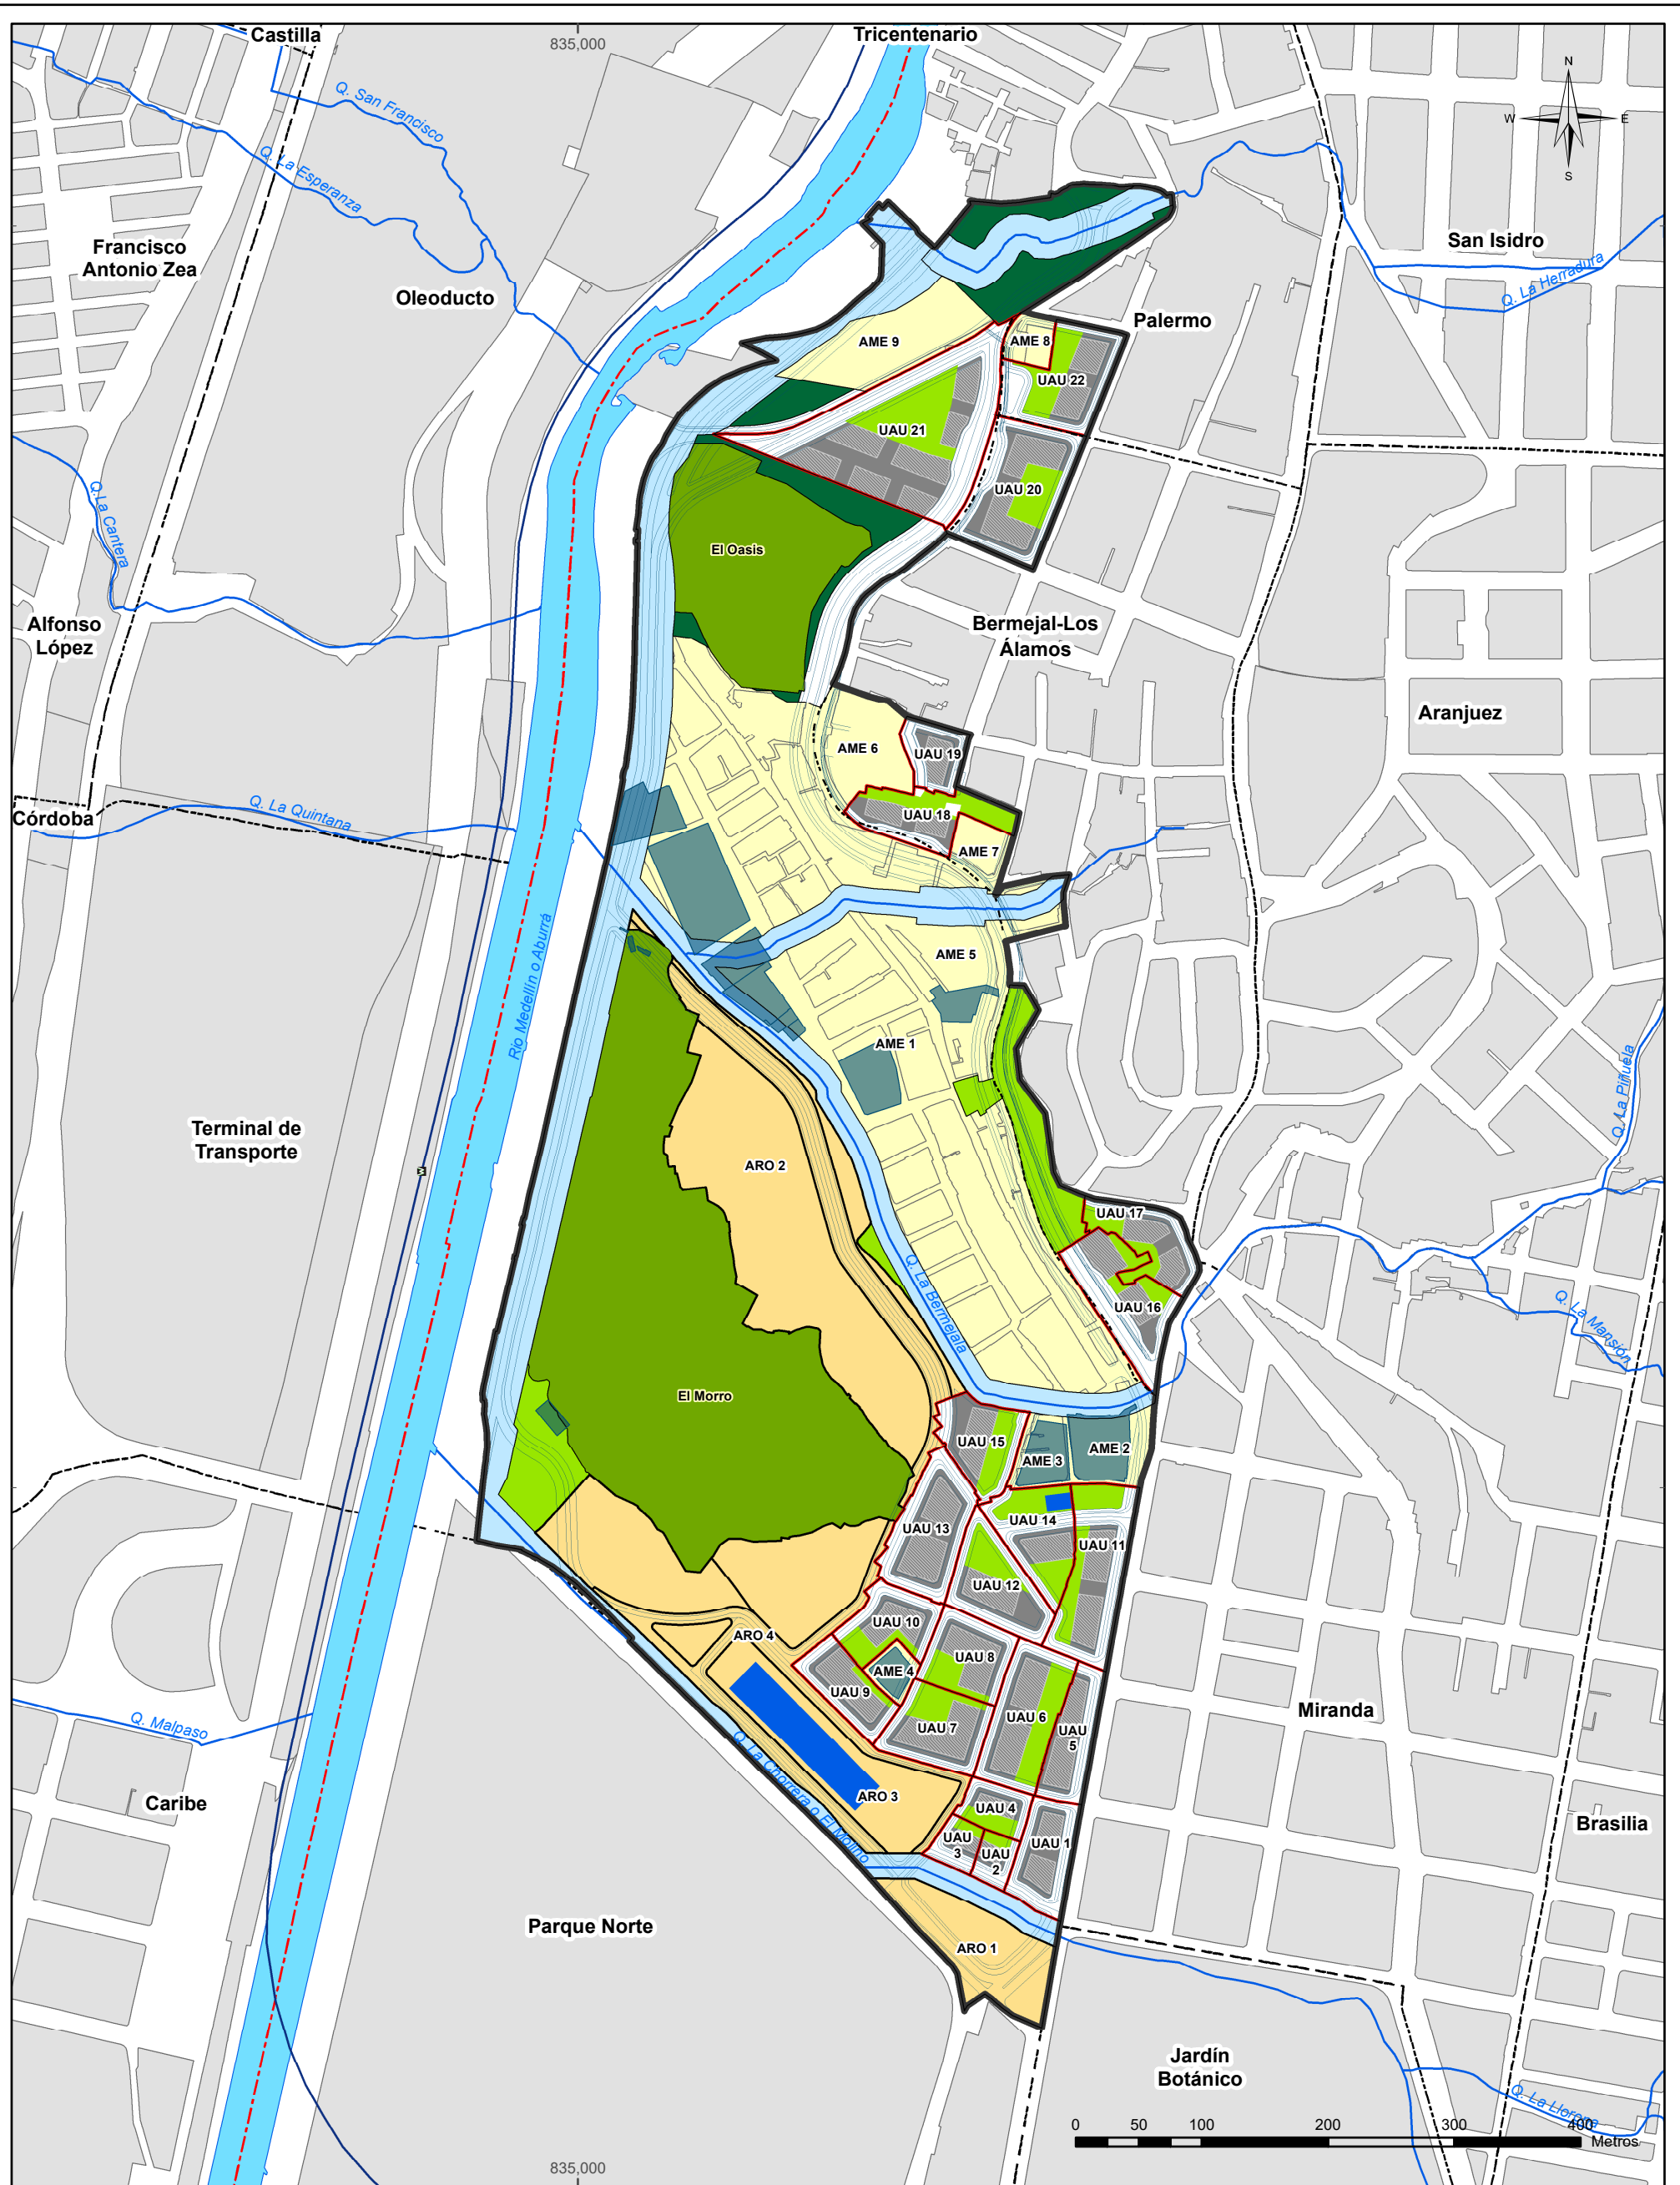 Castilla
835,000
Tricentenario
N
W
E
S
Q. San Francisco
Q. La Esperanza
Francisco
Antonio Zea
Oleoducto
San Isidro
Q. La Herradura
Palermo
AME 9
AME 8
UAU 22
UAU 21
UAU 20
Q.La Cantera
El Oasis
Alfonso
López
Bermejal-Los
Álamos
Aranjuez
AME 6
UAU 19
Córdoba
Q. La Quintana
UAU 18
AME 7
Rio Medellín o Aburrá
AME 5
AME 1
Q. La Piñuela
Terminal de
Transporte
ARO 2
UAU 17
Q. La Bermejala
UAU 16
Q. La Mansión
El Morro
UAU 15
AME 3
AME 2
UAU 13
UAU 14
UAU 11
UAU 12
UAU 10
ARO 4
UAU 8
AME 4
UAU 9
UAU 7
UAU 6
UAU
5
Miranda
Q. Malpaso
Q. La Chorrera o El Molino
Caribe
ARO 3
UAU 4
UAU
3
UAU
2
UAU 1
Brasilia
Parque Norte
ARO 1
Jardín
Botánico
Q. La Llorona
0 50 100 200 300 400
Metros
835,000